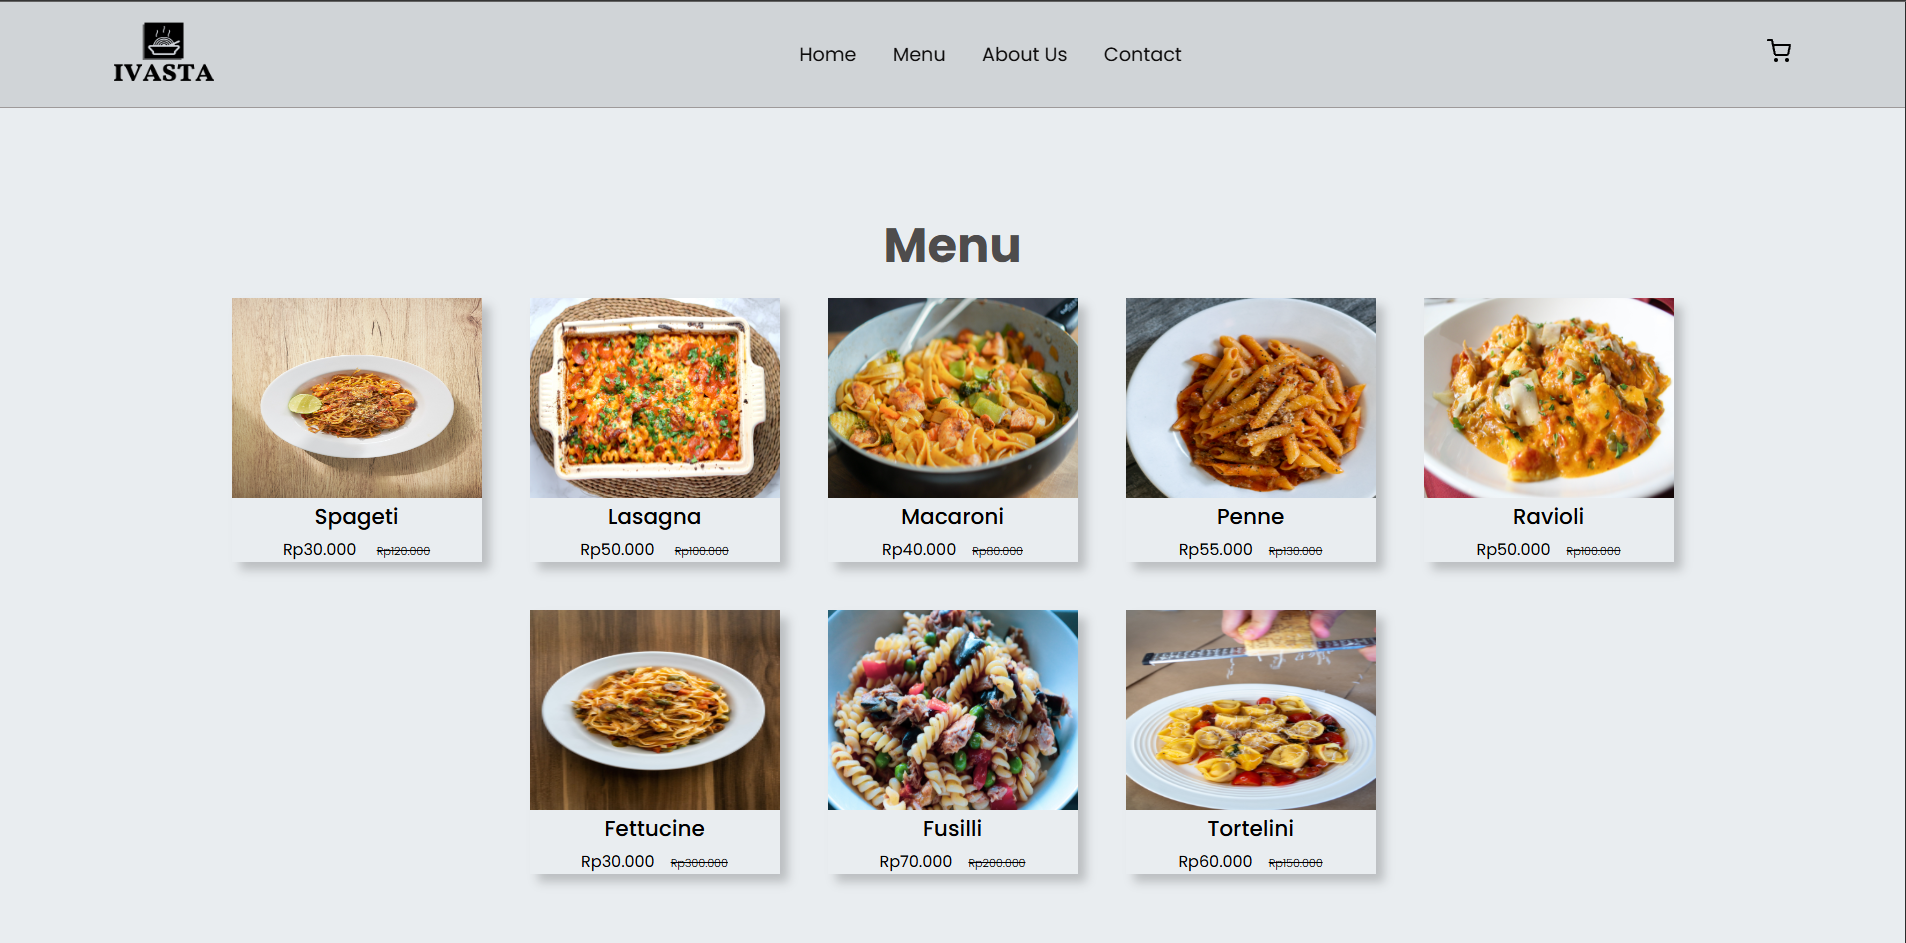 IVASTA
Home Menu About Us Contact
Menu
Spageti
Rp30.000 Rp120.000
Lasagna
Rp50.000 Rp100.000
Macaroni
Rp40.000 Rp80.000
Penne
Rp55.000 Rp130.000
Ravioli
Rp50.000 Rp100.000
Fettucine
Rp30.000 Rp300.000
Fusilli
Rp70.000 Rp200.000
Tortelini
Rp60.000 Rp150.000